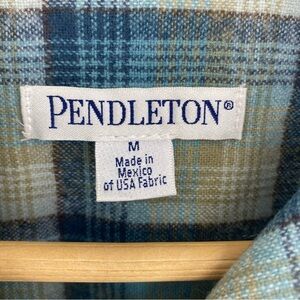 PENDLETON®
M
Made in
Mexico
of USA Fabric